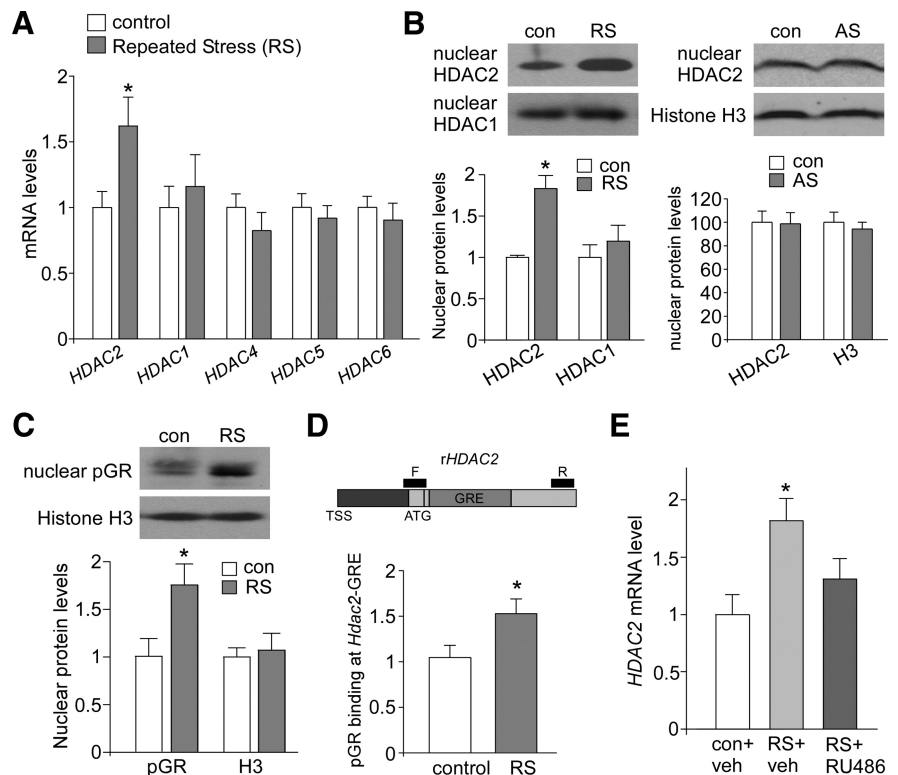 A
control
Repeated Stress (RS)
mRNA levels
2
1.5
1
0.5
0
*
HDAC2
HDAC1
HDAC4
HDAC5
HDAC6
B
con RS
nuclear
HDAC2
nuclear
HDAC1
con AS
nuclear
HDAC2
Histone H3
con
RS
Nuclear protein levels
2
1.5
1
0.5
0
*
HDAC2
HDAC1
con
AS
nuclear protein levels
120
100
80
60
40
20
0
HDAC2
H3
C
con RS
nuclear pGR
Histone H3
con
RS
Nuclear protein levels
2
1.5
1
0.5
0
*
pGR H3
D
rHDAC2
F R
GRE
TSS ATG
pGR binding at Hdac2-GRE
2
1.5
1
0.5
0
*
control RS
E
HDAC2 mRNA level
2
1.5
1
0.5
0
*
con+ RS+ RS+
veh veh RU486